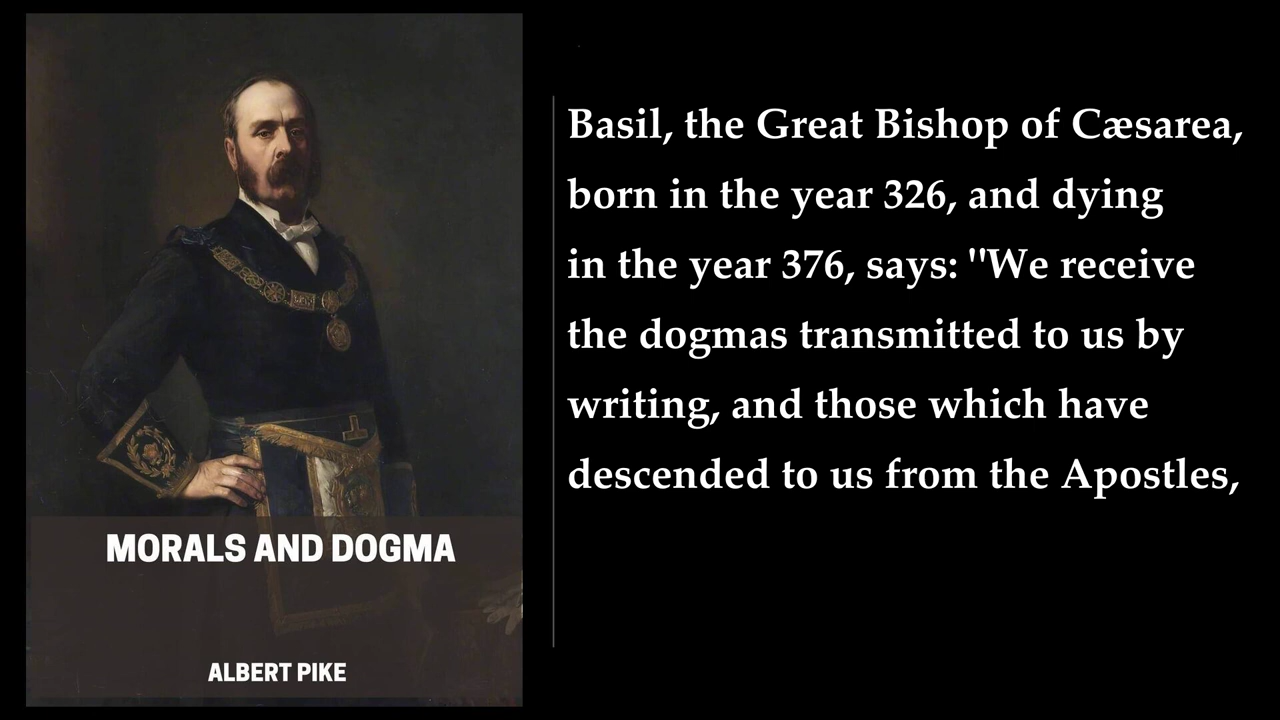 MORALS AND DOGMA
ALBERT PIKE
Basil, the Great Bishop of Cæsarea,
born in the year 326, and dying
in the year 376, says: "We receive
the dogmas transmitted to us by
writing, and those which have
descended to us from the Apostles,